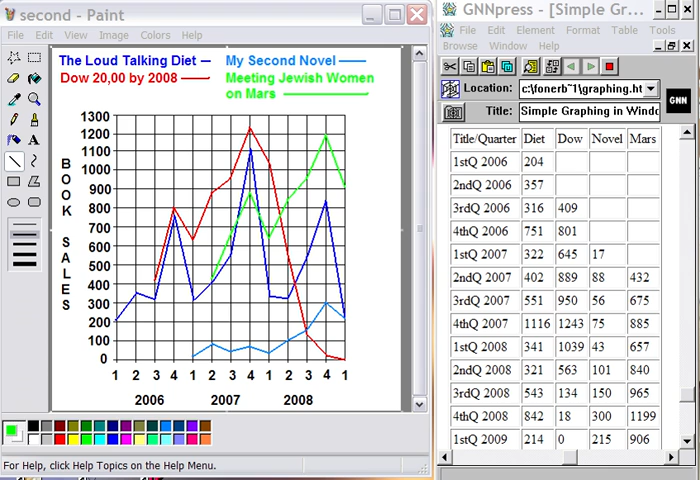 second - Paint
File Edit View Image Colors Help
The Loud Talking Diet
My Second Novel
Dow 20,00 by 2008
Meeting Jewish Women
on Mars
BOOK SALES
1300
1200
1100
1000
900
800
700
600
500
400
300
200
100
0
1 2 3 4 1 2 3 4 1 2 3 4 1
2006 2007 2008
For Help, click Help Topics on the Help Menu.
GNNpress - [Simple Gr
File Edit Element Format Table Tools
Browse Window Help
Location: c:\fonerb~1\graphing.ht
Title: Simple Graphing in Windo
GNN
Title/Quarter Diet Dow Novel Mars
1stQ 2006 204
2ndQ 2006 357
3rdQ 2006 316 409
4thQ 2006 751 801
1stQ 2007 322 645 17
2ndQ 2007 402 889 88 432
3rdQ 2007 551 950 56 675
4thQ 2007 1116 1243 75 885
1stQ 2008 341 1039 43 657
2ndQ 2008 321 563 101 840
3rdQ 2008 543 134 150 965
4thQ 2008 842 18 300 1199
1stQ 2009 214 0 215 906